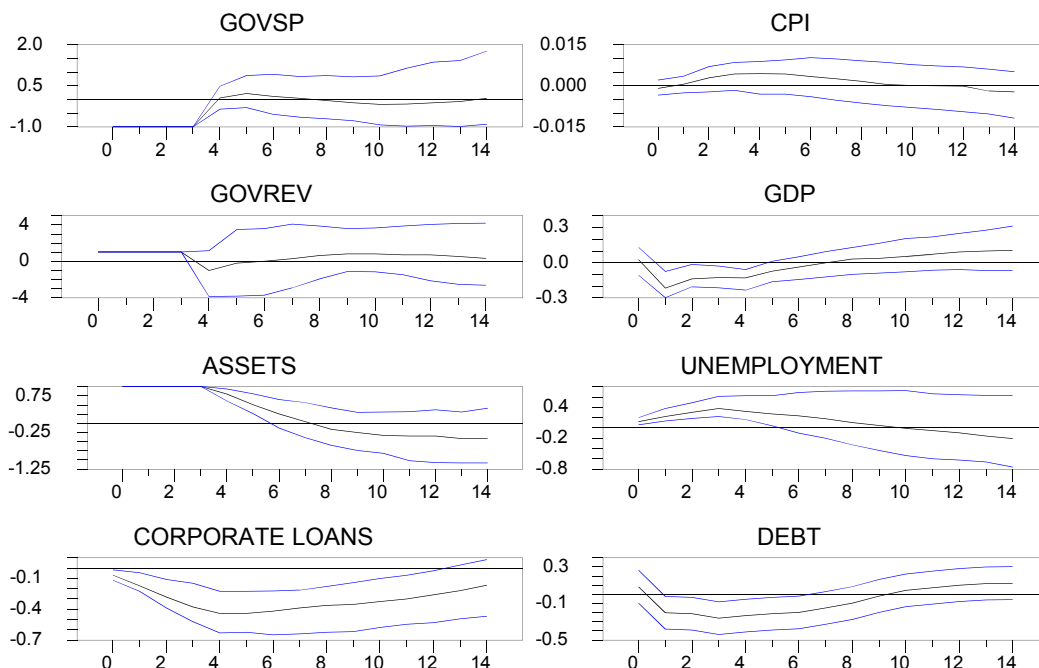 GOVSP
2.0
0.5
-1.0
0 2 4 6 8 10 12 14
CPI
0.015
0.000
-0.015
0 2 4 6 8 10 12 14
GOVREV
4
0
-4
0 2 4 6 8 10 12 14
GDP
0.3
0.0
-0.3
0 2 4 6 8 10 12 14
ASSETS
0.75
-0.25
-1.25
0 2 4 6 8 10 12 14
UNEMPLOYMENT
0.4
-0.2
-0.8
0 2 4 6 8 10 12 14
CORPORATE LOANS
-0.1
-0.4
-0.7
0 2 4 6 8 10 12 14
DEBT
0.3
-0.1
-0.5
0 2 4 6 8 10 12 14